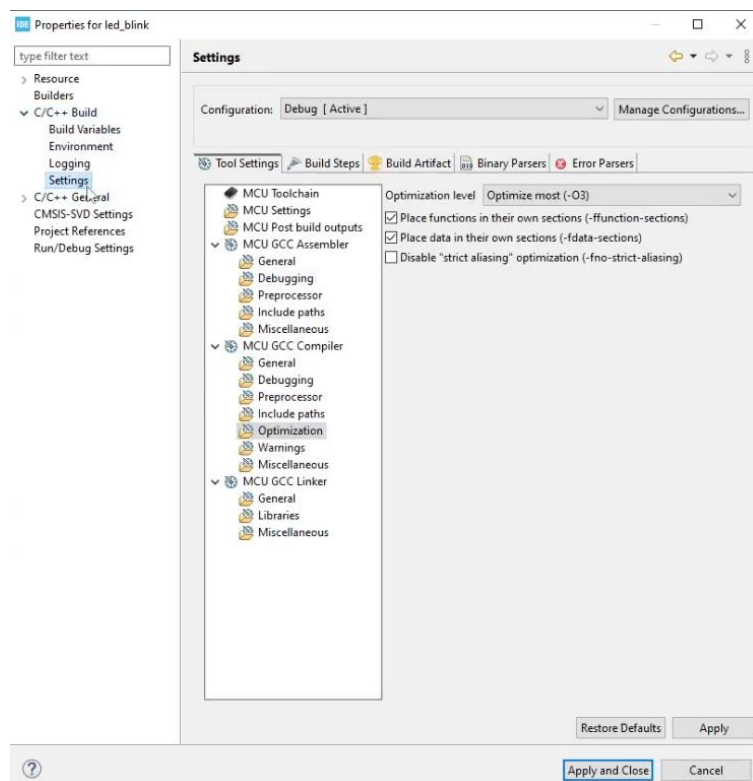 IDE Properties for led_blink
type filter text
Settings
Resource
Builders
C/C++ Build
Build Variables
Environment
Logging
Settings
C/C++ General
CMSIS-SVD Settings
Project References
Run/Debug Settings
Configuration: Debug [ Active ] Manage Configurations...
Tool Settings Build Steps Build Artifact Binary Parsers Error Parsers
MCU Toolchain
MCU Settings
MCU Post build outputs
MCU GCC Assembler
General
Debugging
Preprocessor
Include paths
Miscellaneous
MCU GCC Compiler
General
Debugging
Preprocessor
Include paths
Optimization
Warnings
Miscellaneous
MCU GCC Linker
General
Libraries
Miscellaneous
Optimization level Optimize most (-O3)
Place functions in their own sections (-ffunction-sections)
Place data in their own sections (-fdata-sections)
Disable "strict aliasing" optimization (-fno-strict-aliasing)
Restore Defaults Apply
? Apply and Close Cancel